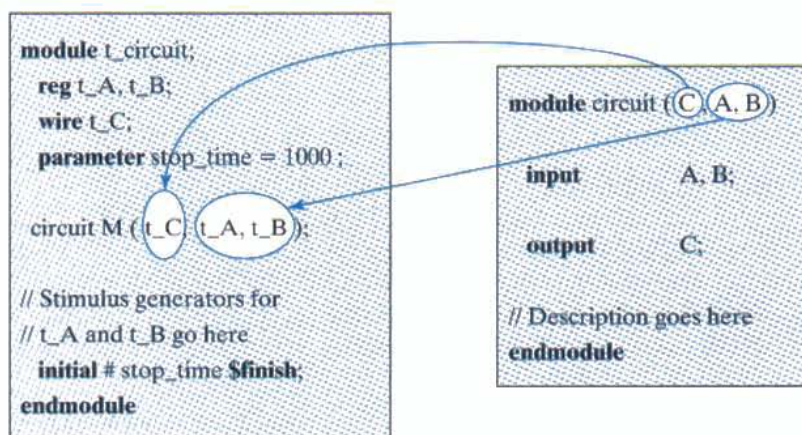 module t_circuit;
reg t_A, t_B;
wire t_C;
parameter stop_time = 1000 ;
circuit M ( t_C, t_A, t_B );
// Stimulus generators for
// t_A and t_B go here
initial # stop_time $finish;
endmodule
module circuit ( C, A, B )
input A, B;
output C;
// Description goes here
endmodule